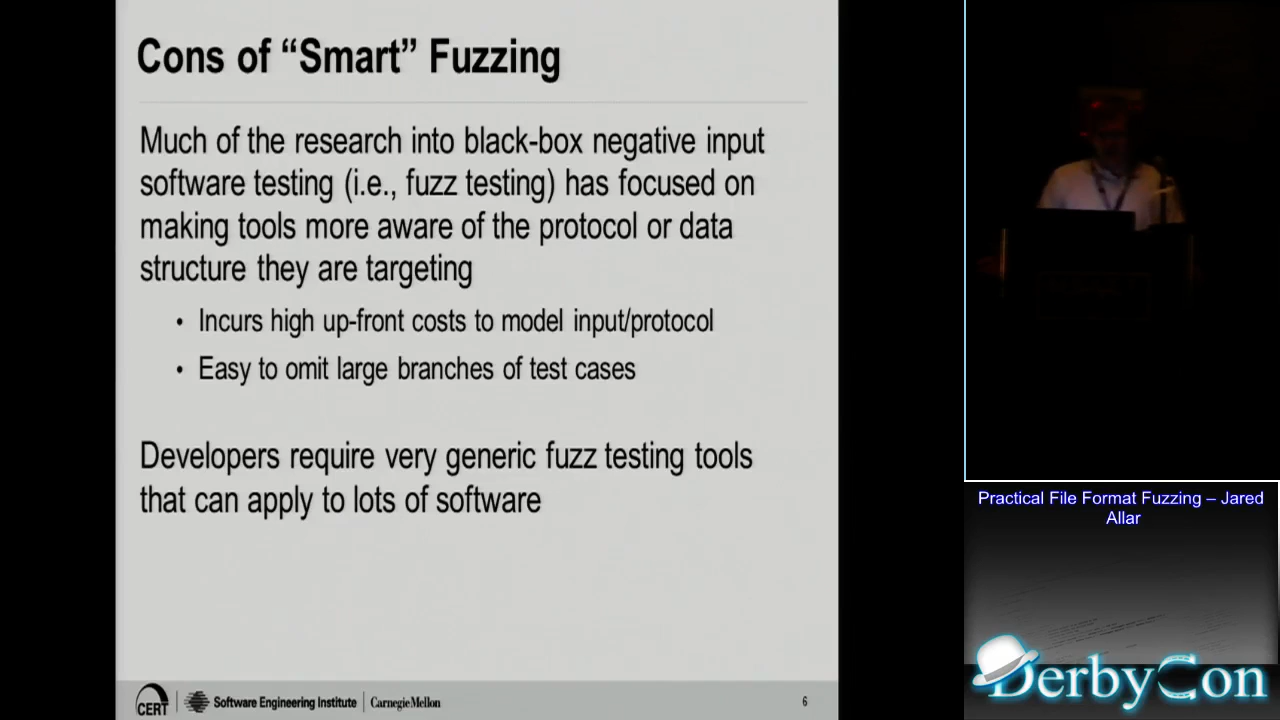 Cons of “Smart” Fuzzing
Much of the research into black-box negative input
software testing (i.e., fuzz testing) has focused on
making tools more aware of the protocol or data
structure they are targeting
• Incurs high up-front costs to model input/protocol
• Easy to omit large branches of test cases
Developers require very generic fuzz testing tools
that can apply to lots of software
CERT
Software Engineering Institute
Carnegie Mellon
6
Practical File Format Fuzzing – Jared
Allar
DerbyCon